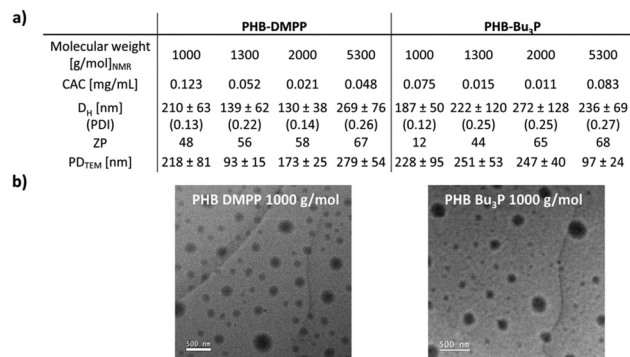 a)
PHB-DMPP PHB-Bu₃P
Molecular weight [g/mol]NMR 1000 1300 2000 5300 1000 1300 2000 5300
CAC [mg/mL] 0.123 0.052 0.021 0.048 0.075 0.015 0.011 0.083
DH [nm] 210 ± 63 139 ± 62 130 ± 38 269 ± 76 187 ± 50 222 ± 120 272 ± 128 236 ± 69
(PDI) (0.13) (0.22) (0.14) (0.26) (0.12) (0.25) (0.25) (0.27)
ZP 48 56 58 67 12 44 65 68
PDTEM [nm] 218 ± 81 93 ± 15 173 ± 25 279 ± 54 228 ± 95 251 ± 53 247 ± 40 97 ± 24
b)
PHB DMPP 1000 g/mol
500 nm
PHB Bu₃P 1000 g/mol
500 nm